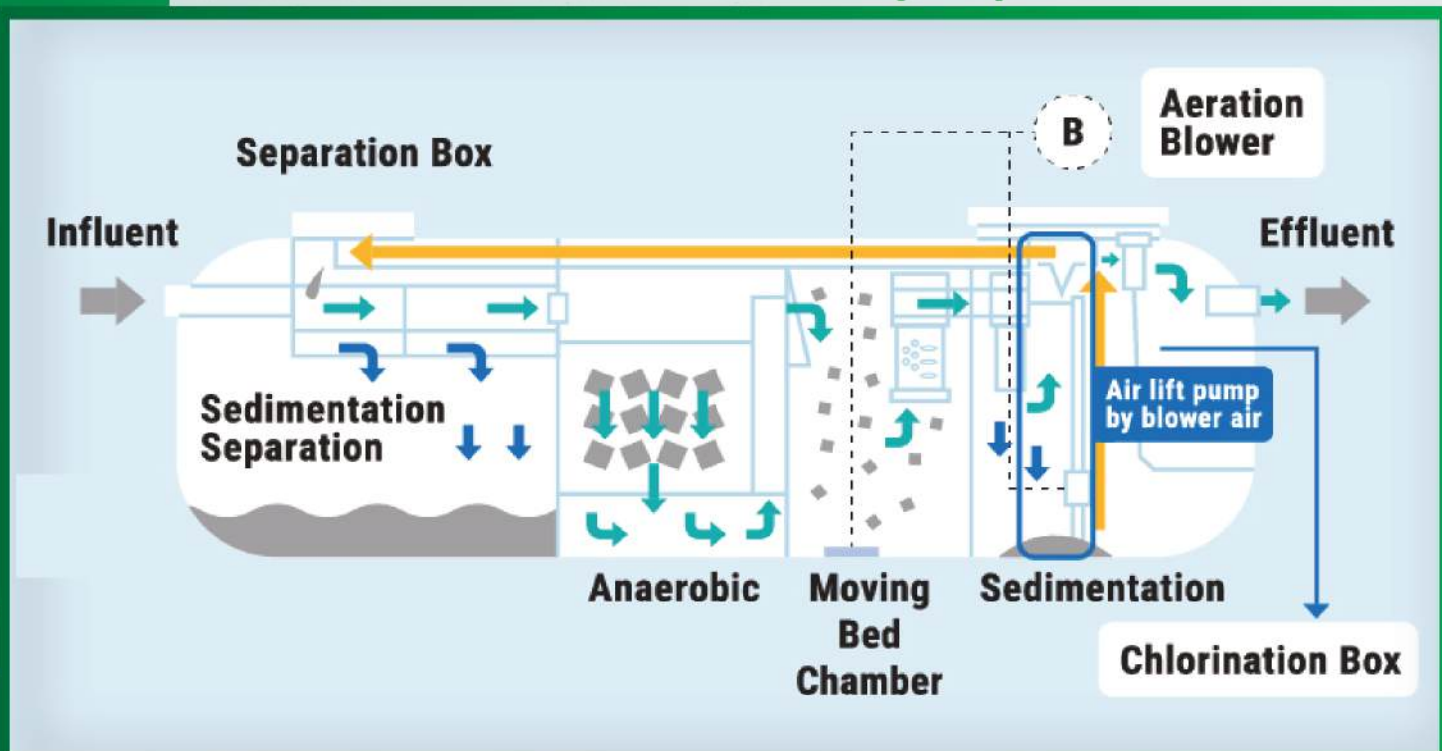 Separation Box
B
Aeration
Blower
Influent
Effluent
Sedimentation
Separation
Air lift pump
by blower air
Anaerobic
Moving
Bed
Chamber
Sedimentation
Chlorination Box